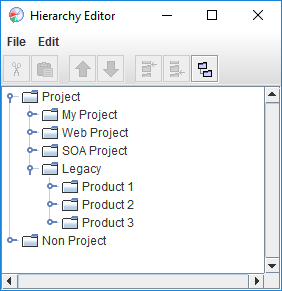 Hierarchy Editor
File Edit
Project
My Project
Web Project
SOA Project
Legacy
Product 1
Product 2
Product 3
Non Project